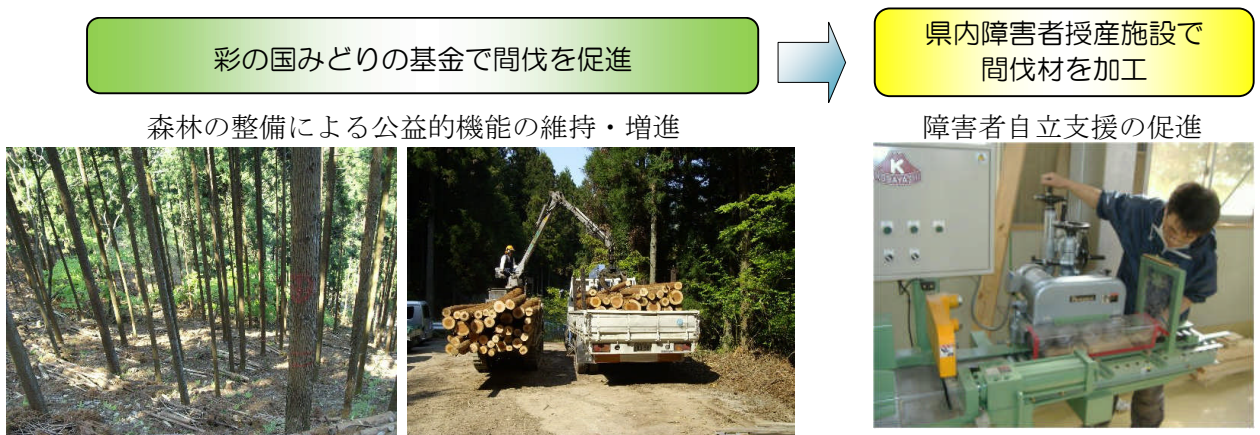 彩の国みどりの基金で間伐を促進
県内障害者授産施設で
間伐材を加工
森林の整備による公益的機能の維持・増進
障害者自立支援の促進
K